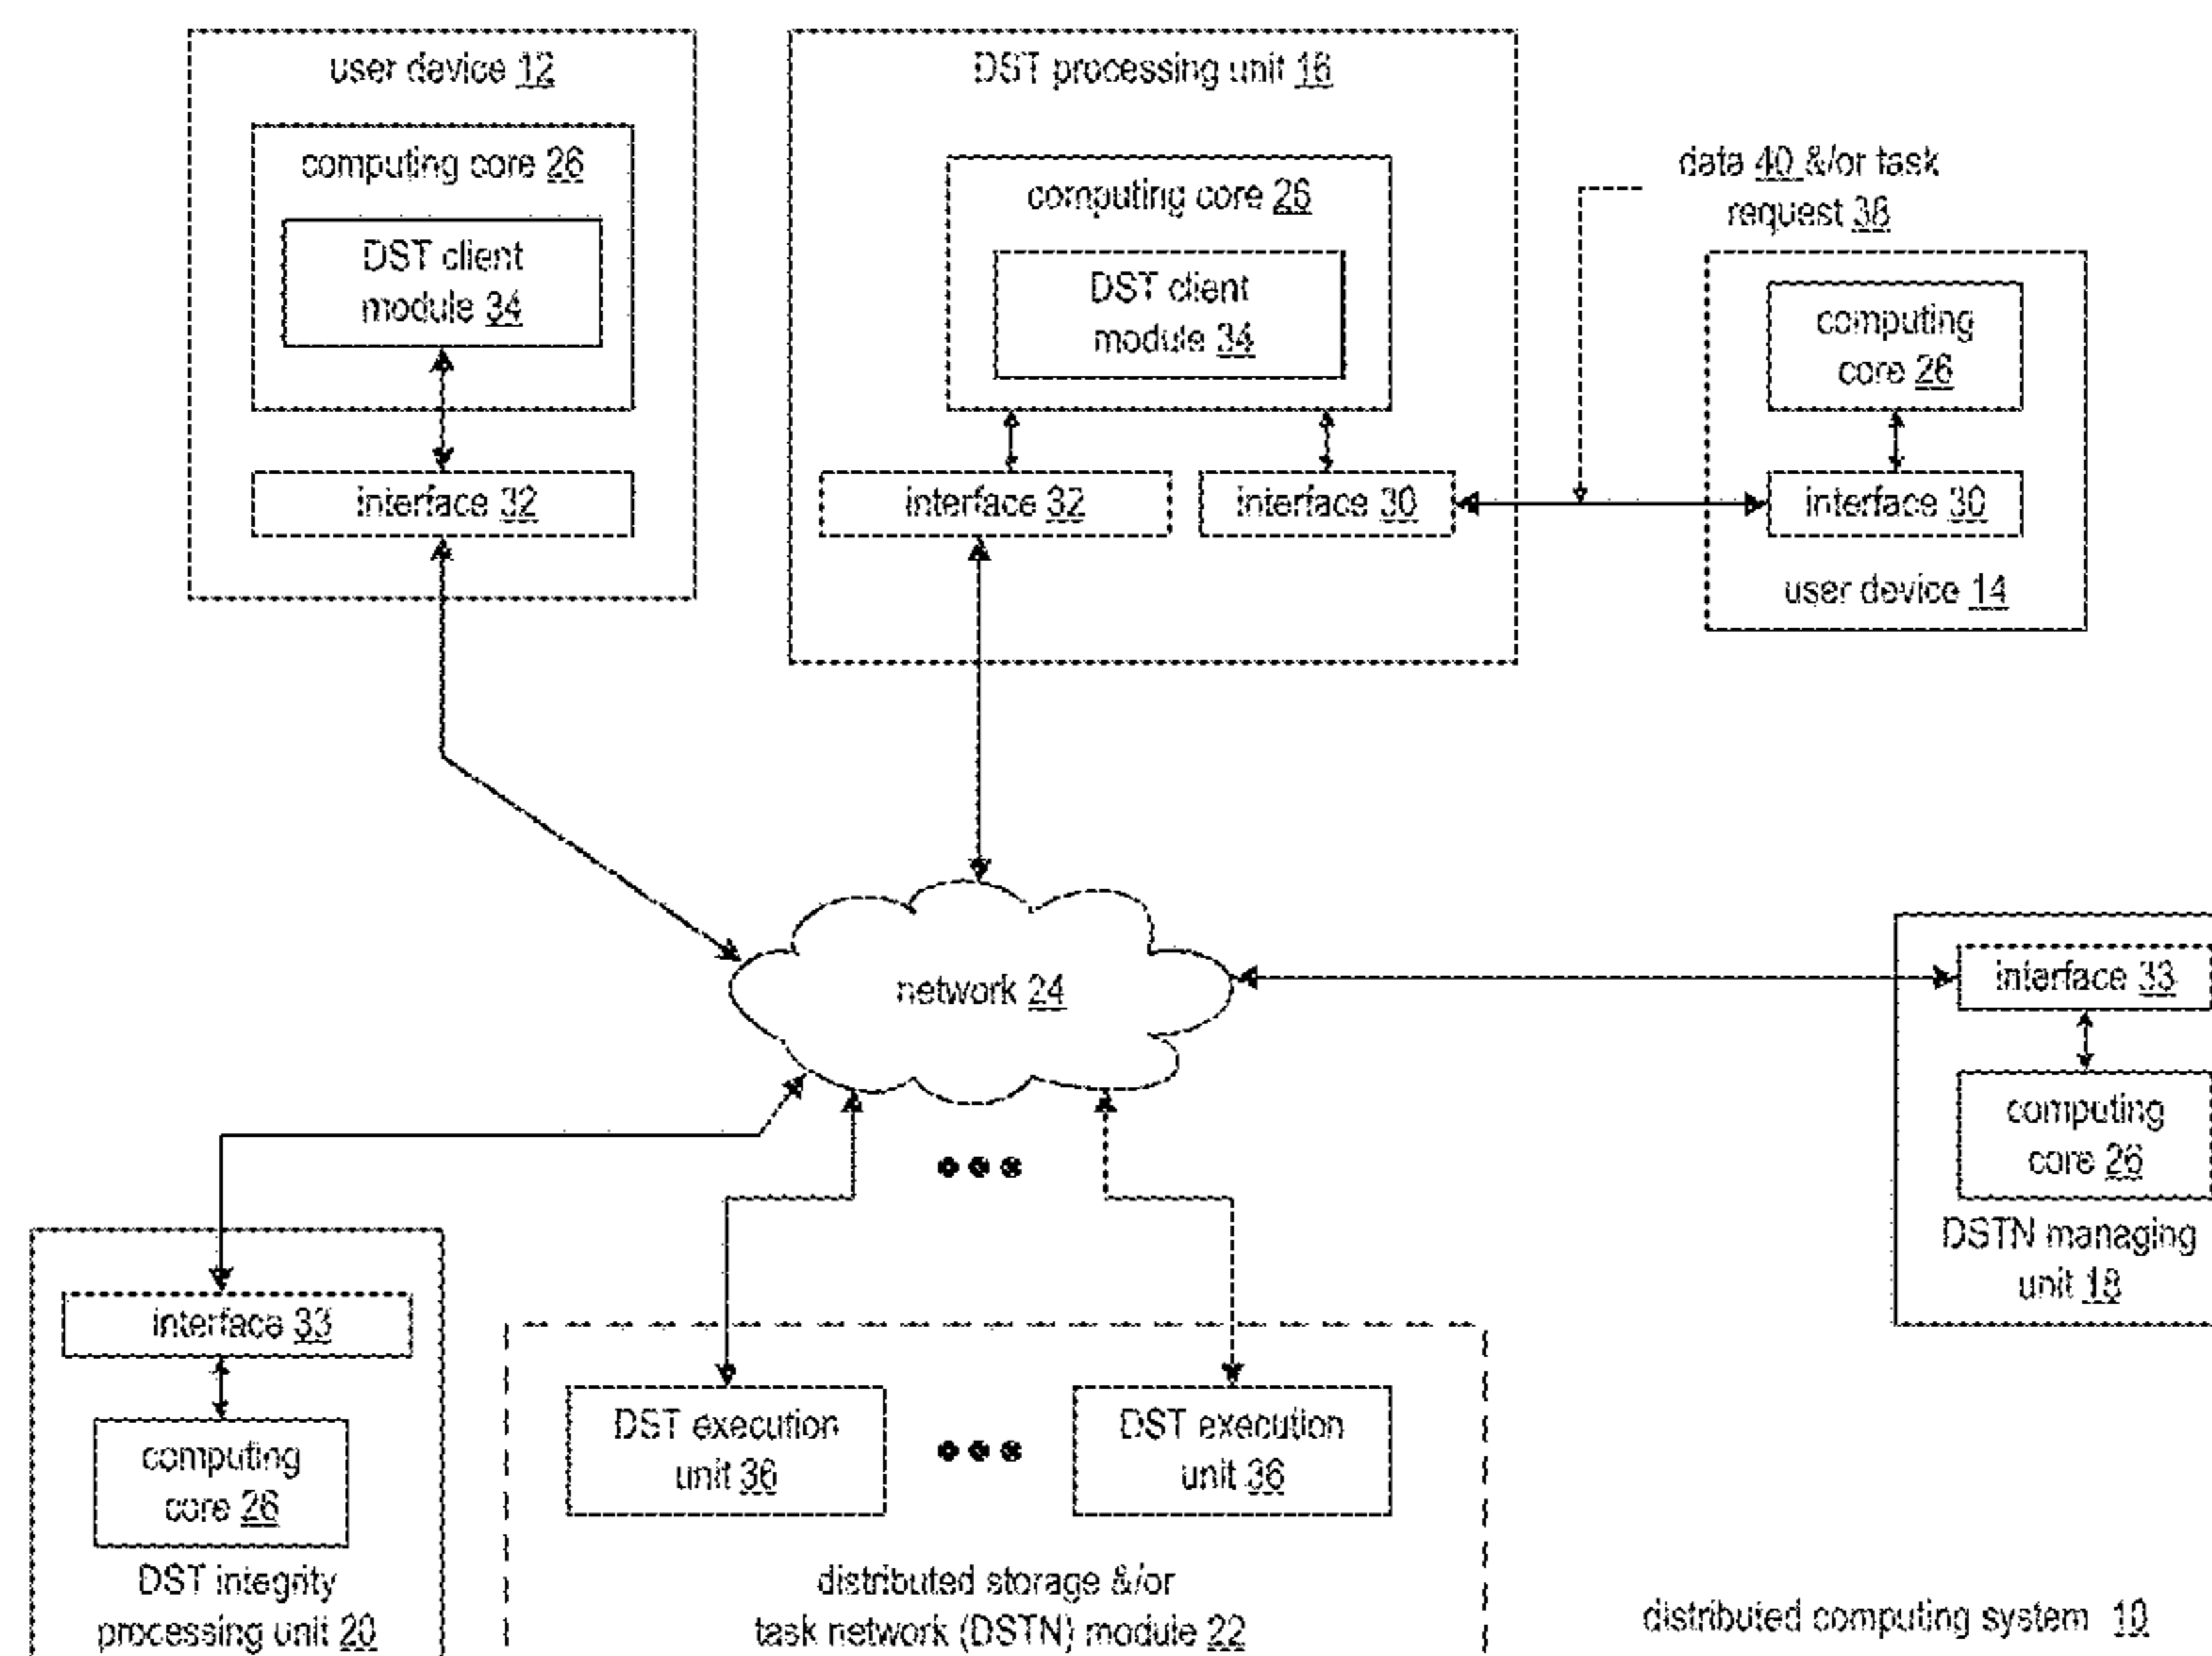 user device 12
computing core 26
DST client
module 34
interface 32
DST processing unit 16
computing core 26
DST client
module 34
interface 32
interface 30
data 40 &/or task
request 38
computing
core 26
interface 30
user device 14
network 24
interface 33
computing
core 26
DSTN managing
unit 18
interface 33
computing
core 26
DST integrity
processing unit 20
DST execution
unit 36
DST execution
unit 36
distributed storage &/or
task network (DSTN) module 22
distributed computing system 10